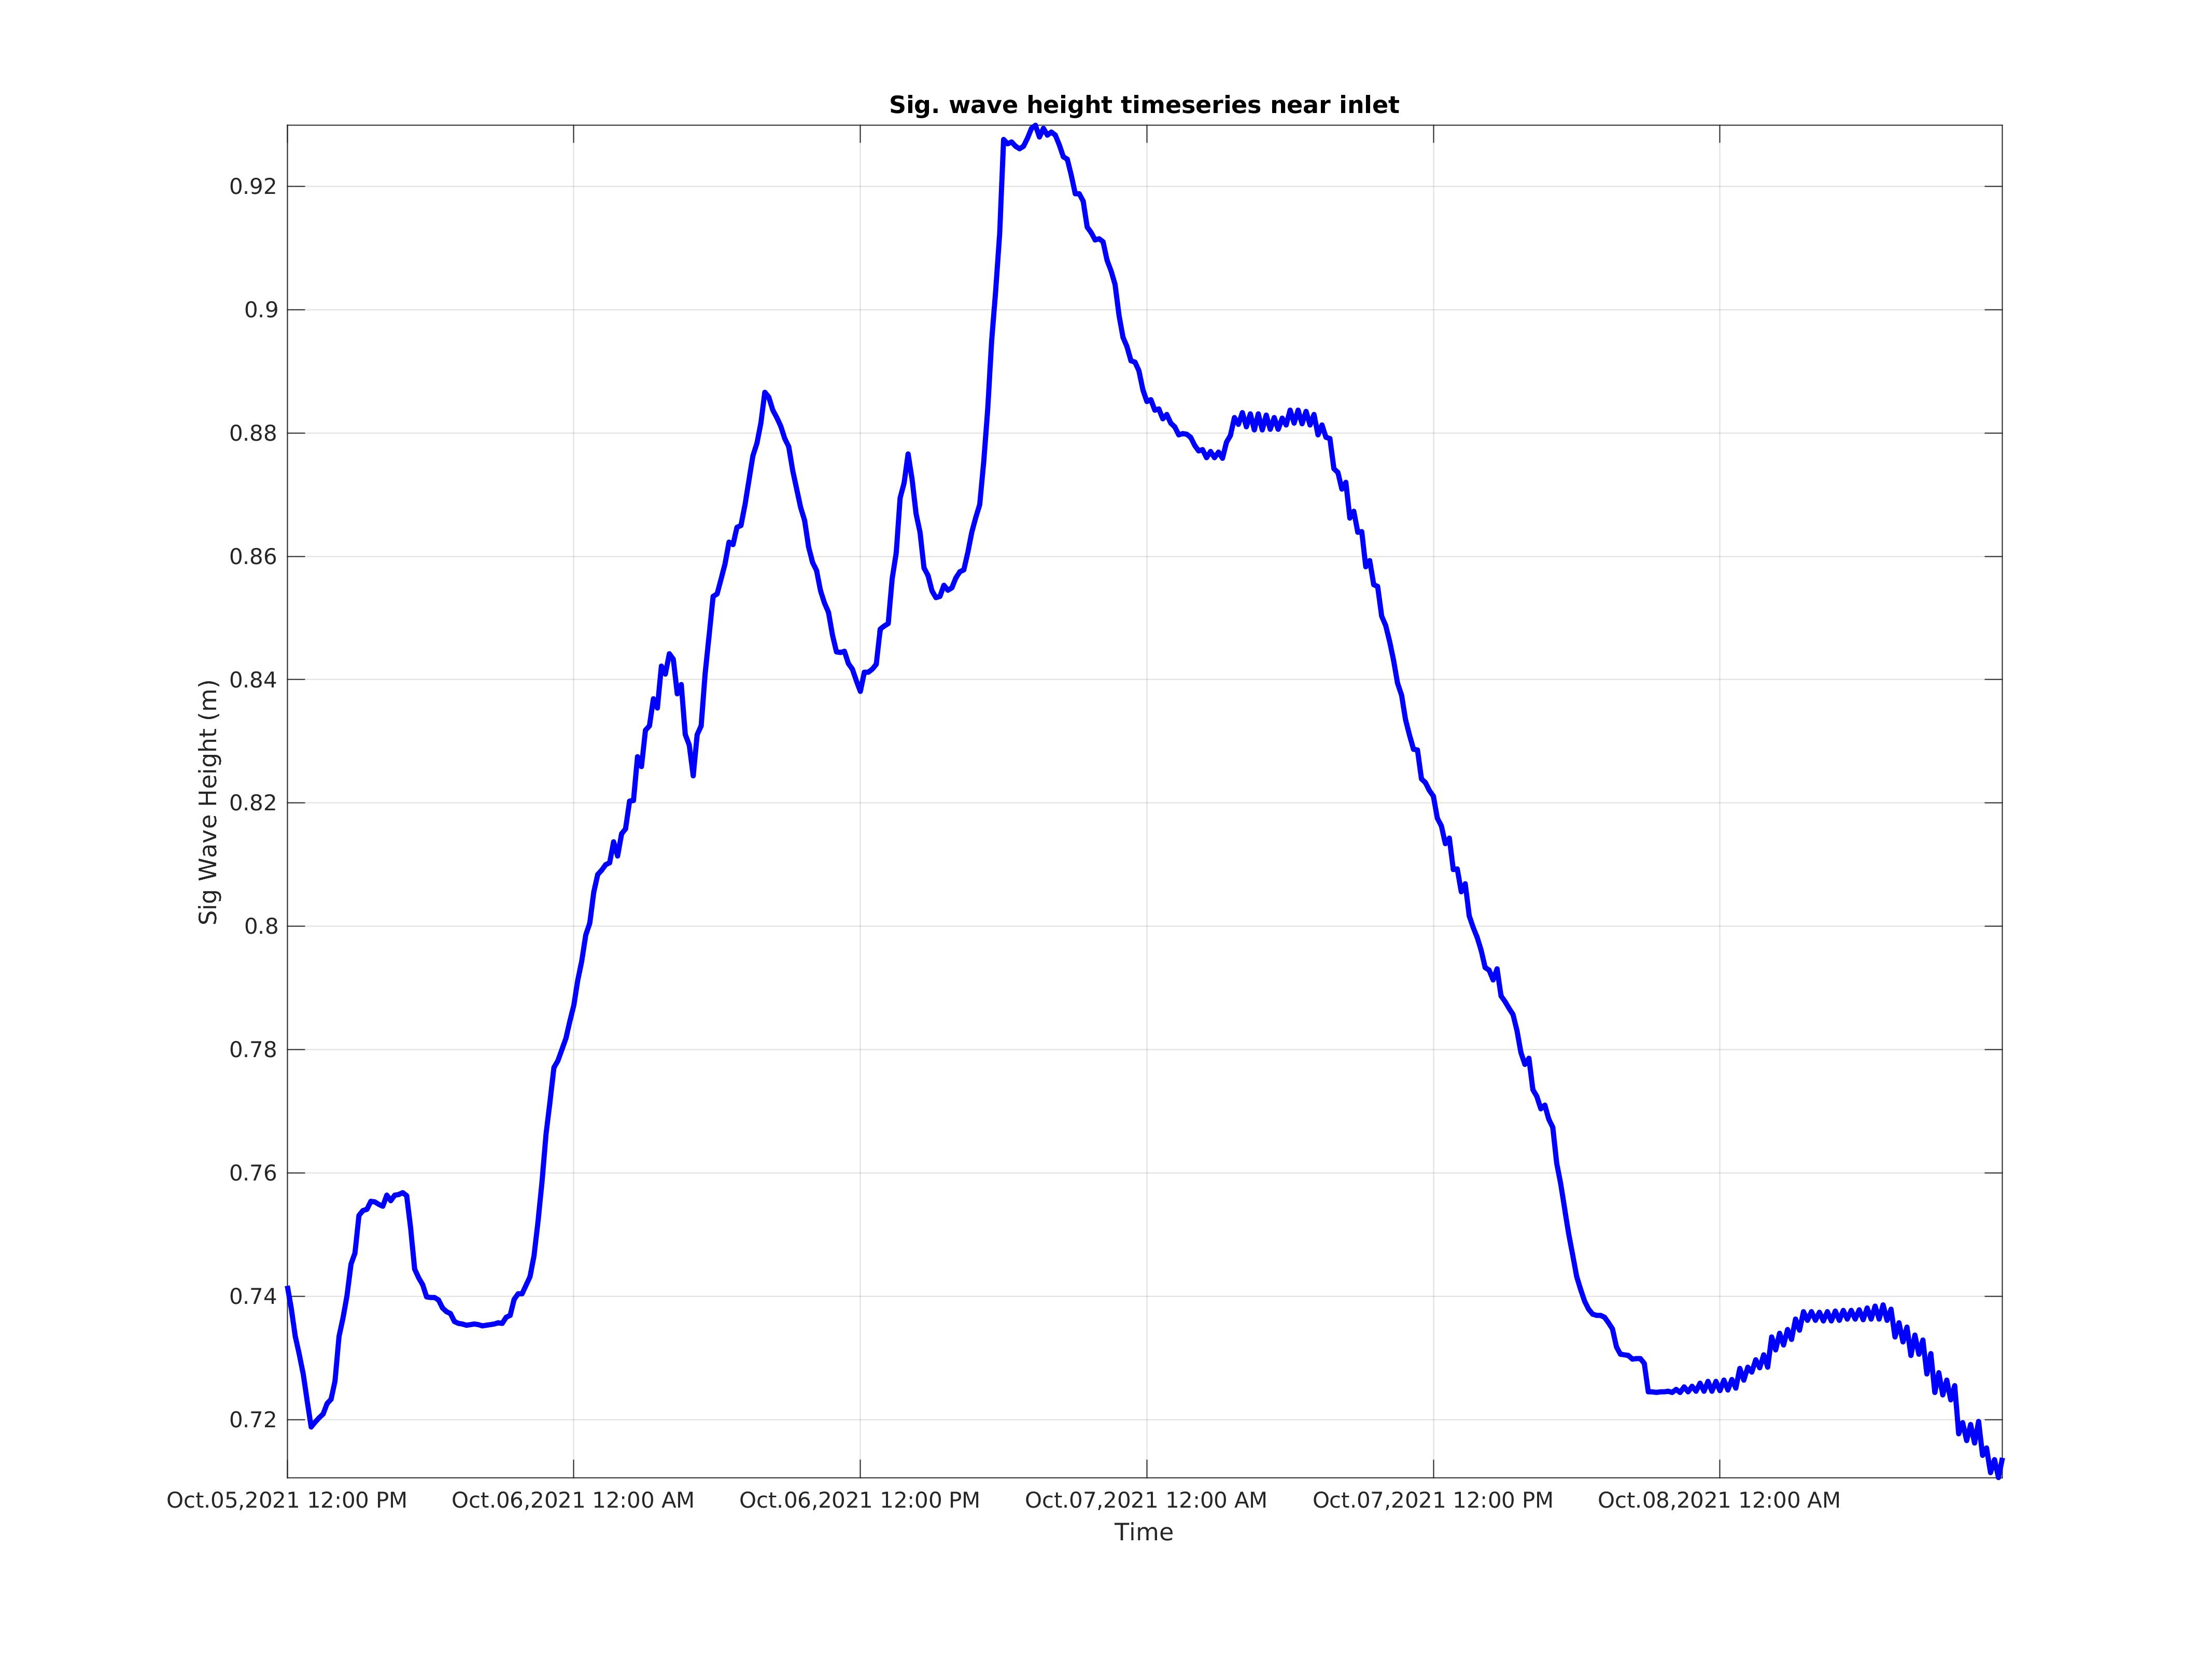 Sig. wave height timeseries near inlet
Sig Wave Height (m)
0.92
0.9
0.88
0.86
0.84
0.82
0.8
0.78
0.76
0.74
0.72
Oct.05,2021 12:00 PM Oct.06,2021 12:00 AM Oct.06,2021 12:00 PM Oct.07,2021 12:00 AM Oct.07,2021 12:00 PM Oct.08,2021 12:00 AM
Time